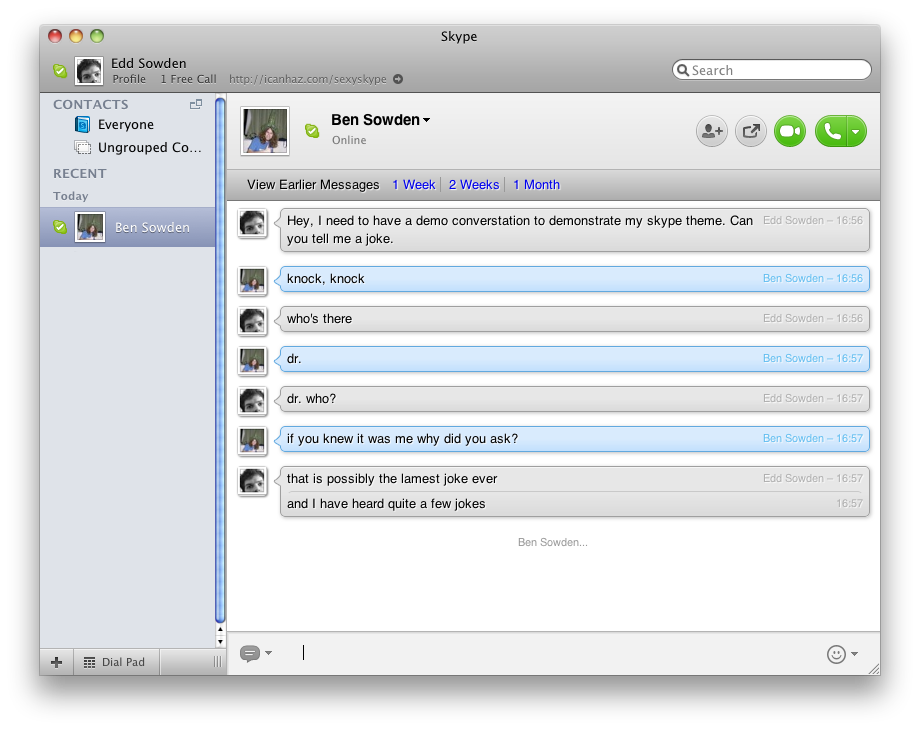 Skype
Edd Sowden
Profile 1 Free Call http://icanhaz.com/sexyskype
Search
CONTACTS
Everyone
Ungrouped Co...
RECENT
Today
Ben Sowden
Dial Pad
Ben Sowden
Online
View Earlier Messages 1 Week 2 Weeks 1 Month
Hey, I need to have a demo converstation to demonstrate my skype theme. Can Edd Sowden – 16:56
you tell me a joke.
knock, knock Ben Sowden – 16:56
who's there Edd Sowden – 16:56
dr. Ben Sowden – 16:57
dr. who? Edd Sowden – 16:57
if you knew it was me why did you ask? Ben Sowden – 16:57
that is possibly the lamest joke ever Edd Sowden – 16:57
and I have heard quite a few jokes 16:57
Ben Sowden...